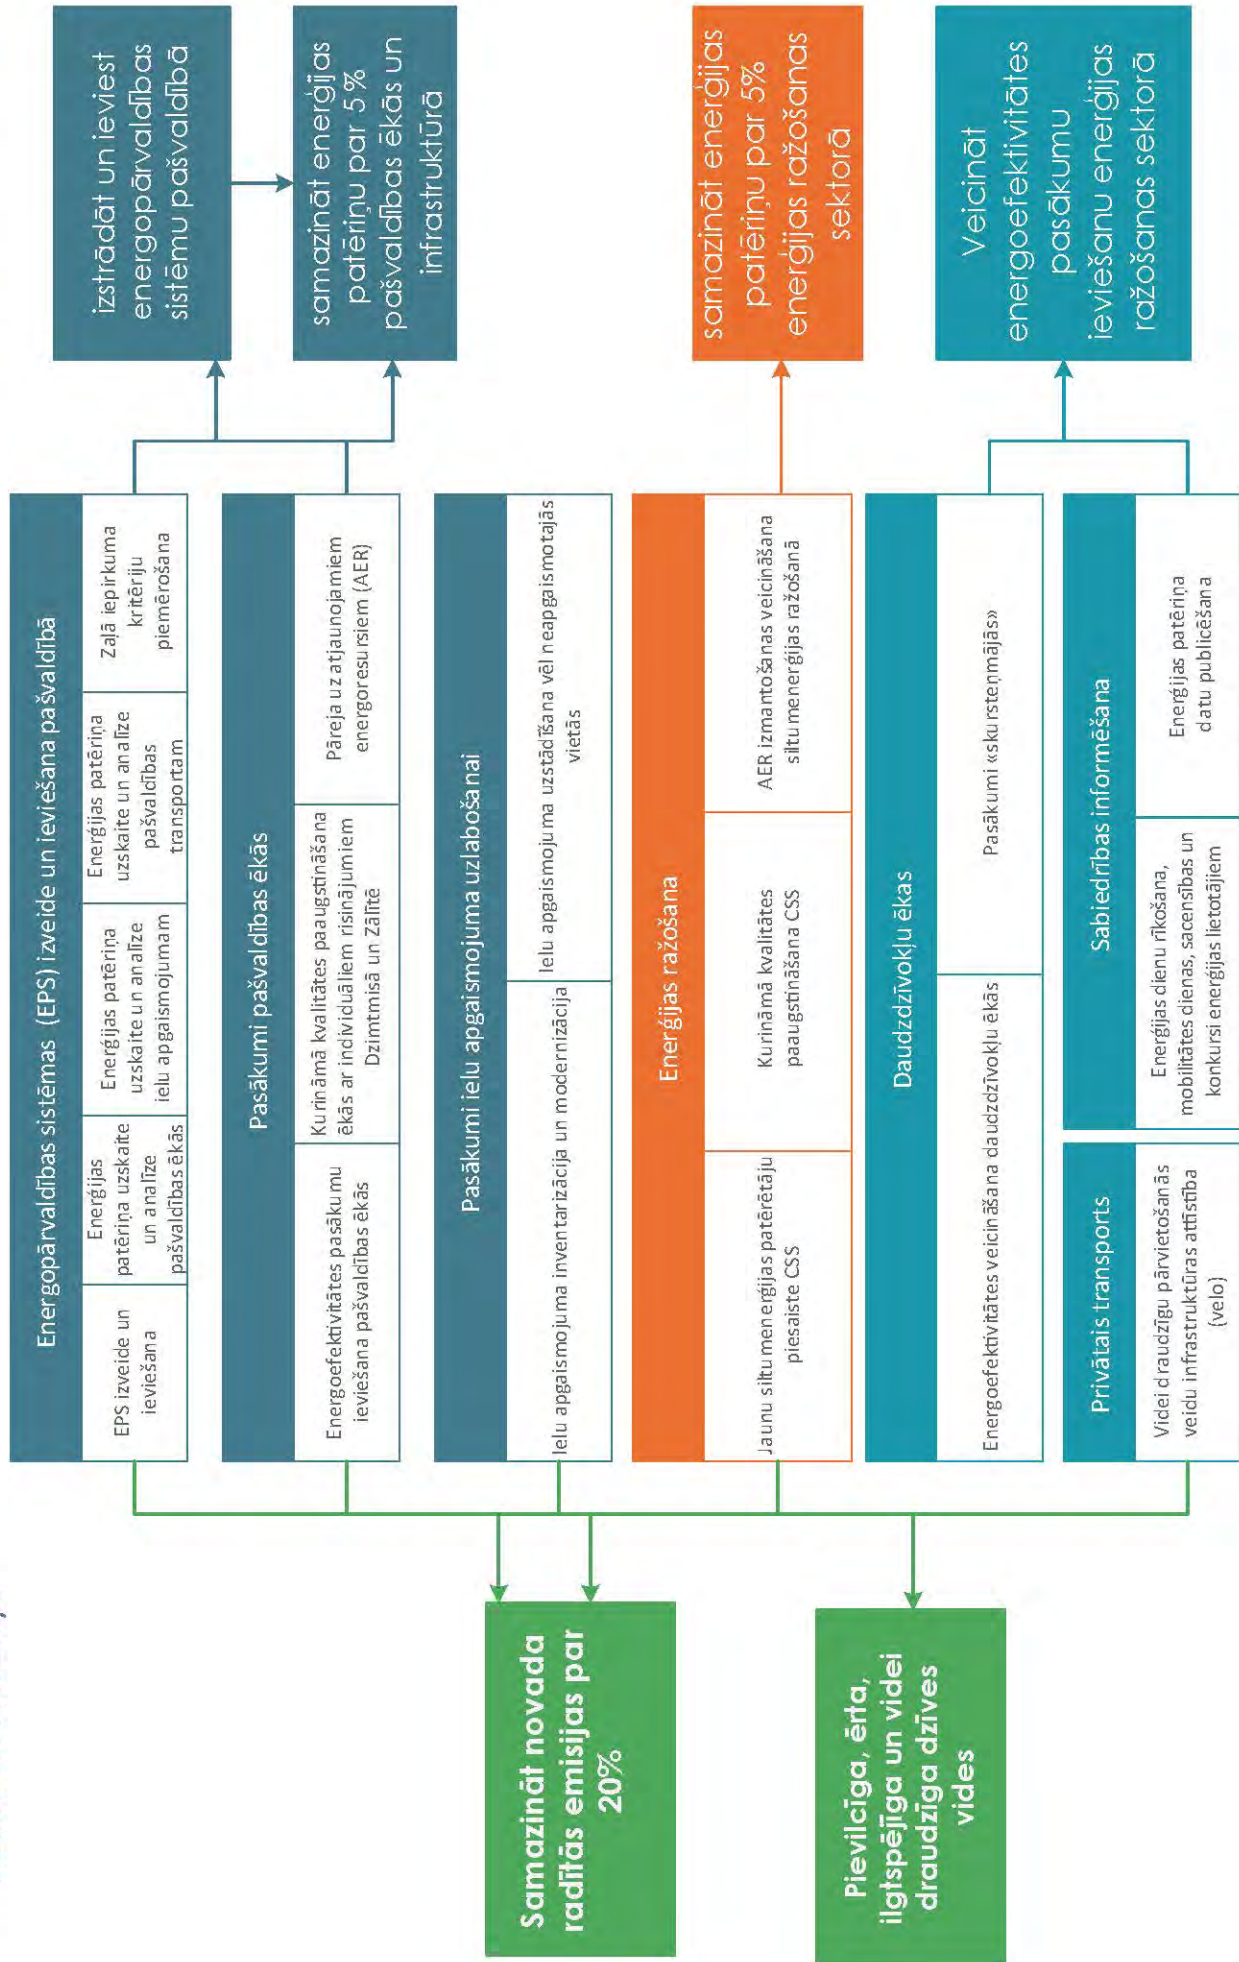 Samazināt novada
radītās emisijas par
20%
Pievilcīga, ērta,
ilgtspējīga un videi
draudzīga dzīves
vides
Energopārvaldības sistēmas (EPS) izveide un ieviešana pašvaldībā
EPS izveide un
ieviešana
Enerģijas
patēriņa uzskaite
un analīze
pašvaldības ēkās
Enerģijas patēriņa
uzskaite un analīze
ielu apgaismojumam
Enerģijas patēriņa
uzskaite un analīze
pašvaldības
transportam
Zaļā iepirkuma
kritēriju
piemērošana
Pasākumi pašvaldības ēkās
Energoefektivitātes pasākumu
ieviešana pašvaldības ēkās
Kurināmā kvalitātes paaugstināšana
ēkās ar individuāliem risinājumiem
Dzimtmisā un Zālītē
Pāreja uz atjaunojamiem
energoresursiem (AER)
Pasākumi ielu apgaismojuma uzlabošanai
Ielu apgaismojuma inventarizācija un modernizācija
Ielu apgaismojuma uzstādīšana vēl neapgaismotajās
vietās
Enerģijas ražošana
Jaunu siltumenerģijas patērētāju
piesaiste CSS
Kurināmā kvalitātes
paaugstināšana CSS
AER izmantošanas veicināšana
siltumenerģijas ražošanā
Daudzdzīvokļu ēkas
Energoefektivitātes veicināšana daudzdzīvokļu ēkās
Pasākumi «skursteņmājās»
Privātais transports
Videi draudzīgu pārvietošanās
veidu infrastruktūras attīstība
(velo)
Sabiedrības informēšana
Enerģijas dienu rīkošana,
mobilitātes dienas, sacensības un
konkursi enerģijas lietotājiem
Enerģijas patēriņa
datu publicēšana
izstrādāt un ieviest
energopārvaldības
sistēmu pašvaldībā
samazināt enerģijas
patēriņu par 5%
pašvaldības ēkās un
infrastruktūrā
samazināt enerģijas
patēriņu par 5%
enerģijas ražošanas
sektorā
Veicināt
energoefektivitātes
pasākumu
ieviešanu enerģijas
ražošanas sektorā